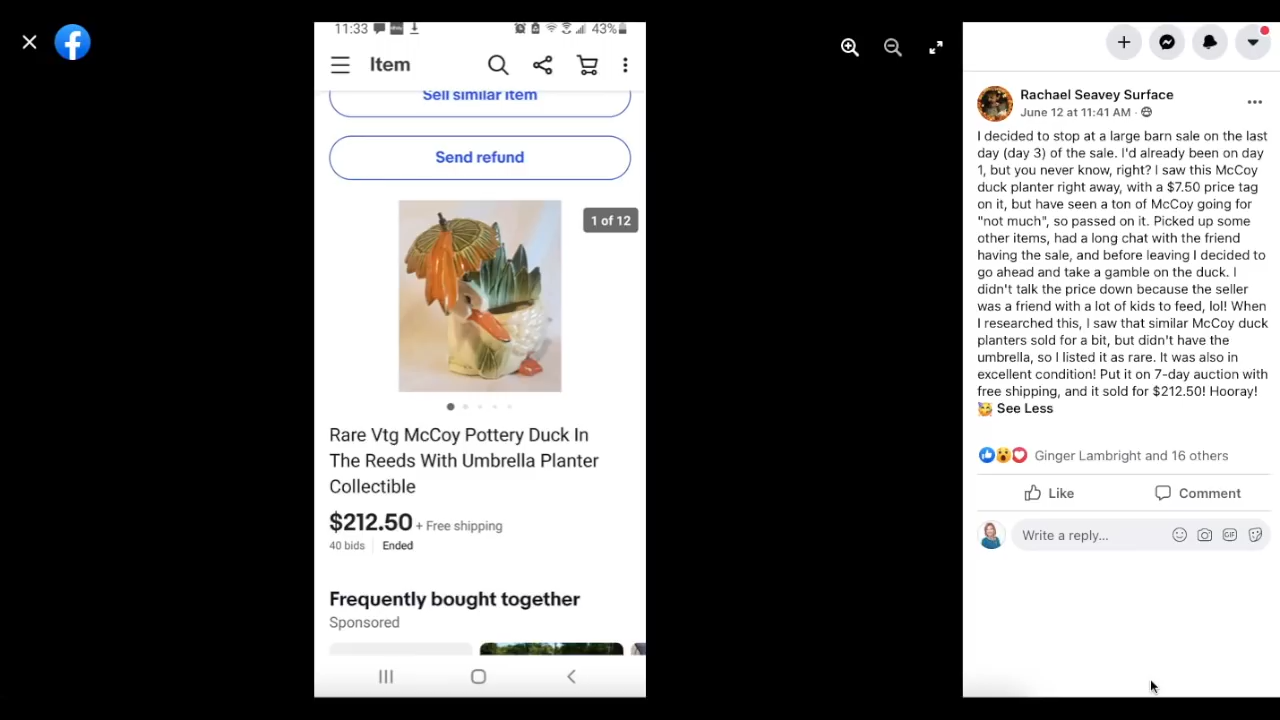 11:33
43%
Item
Sell similar item
Send refund
1 of 12
Rare Vtg McCoy Pottery Duck In
The Reeds With Umbrella Planter
Collectible
$212.50 + Free shipping
40 bids Ended
Frequently bought together
Sponsored
Rachael Seavey Surface
June 12 at 11:41 AM ·
I decided to stop at a large barn sale on the last
day (day 3) of the sale. I'd already been on day
1, but you never know, right? I saw this McCoy
duck planter right away, with a $7.50 price tag
on it, but have seen a ton of McCoy going for
"not much", so passed on it. Picked up some
other items, had a long chat with the friend
having the sale, and before leaving I decided to
go ahead and take a gamble on the duck. I
didn't talk the price down because the seller
was a friend with a lot of kids to feed, lol! When
I researched this, I saw that similar McCoy duck
planters sold for a bit, but didn't have the
umbrella, so I listed it as rare. It was also in
excellent condition! Put it on 7-day auction with
free shipping, and it sold for $212.50! Hooray!
See Less
Ginger Lambright and 16 others
Like Comment
Write a reply...
GIF